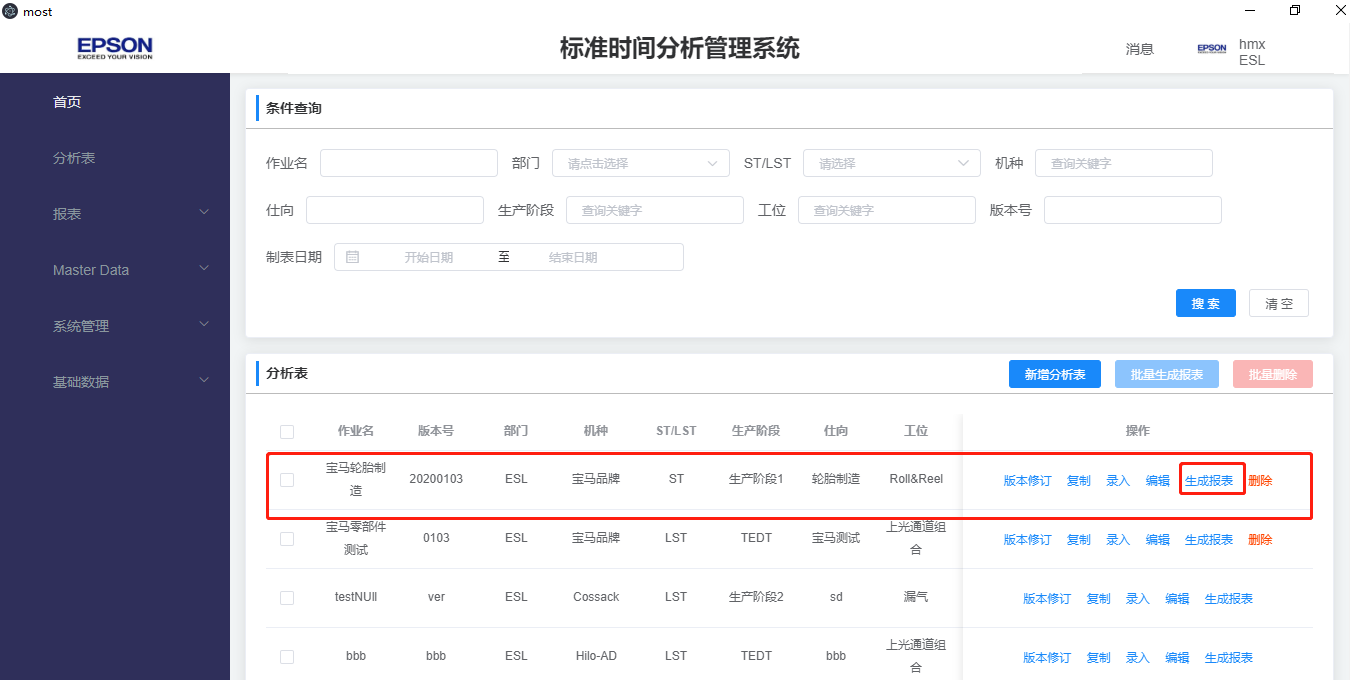 most
EPSON
EXCEED YOUR VISION
标准时间分析管理系统
消息
EPSON
hmx
ESL
首页
分析表
报表
Master Data
系统管理
基础数据
条件查询
作业名 部门 请点击选择 ST/LST 请选择 机种 查询关键字
仕向 生产阶段 查询关键字 工位 查询关键字 版本号
制表日期 开始日期 至 结束日期
搜 索 清 空
分析表 新增分析表 批量生成报表 批量删除
作业名 版本号 部门 机种 ST/LST 生产阶段 仕向 工位 操作
宝马轮胎制
造
20200103 ESL 宝马品牌 ST 生产阶段1 轮胎制造 Roll&Reel 版本修订 复制 录入 编辑 生成报表 删除
宝马零部件
测试
0103 ESL 宝马品牌 LST TEDT 宝马测试
上光通道组
合
版本修订 复制 录入 编辑 生成报表 删除
testNUll ver ESL Cossack LST 生产阶段2 sd 漏气 版本修订 复制 录入 编辑 生成报表
bbb bbb ESL Hilo-AD LST TEDT bbb
上光通道组
合
版本修订 复制 录入 编辑 生成报表